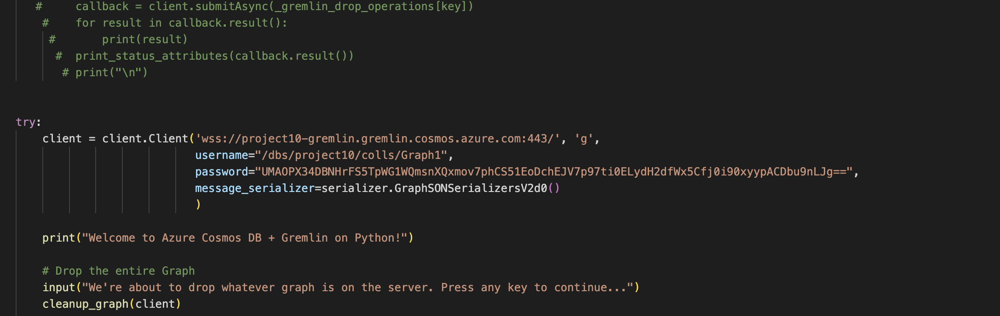 #     callback = client.submitAsync(_gremlin_drop_operations[key])
#    for result in callback.result():
#       print(result)
#  print_status_attributes(callback.result())
# print("\n")
try:
client = client.Client('wss://project10-gremlin.gremlin.cosmos.azure.com:443/', 'g',
username="/dbs/project10/colls/Graph1",
password="UMAOPX34DBNHrFS5TpWG1WQmsnXQxmov7phCS51EoDchEJV7p97ti0ELydH2dfWx5Cfj0i90xyypACDbu9nLJg==",
message_serializer=serializer.GraphSONSerializersV2d0()
)
print("Welcome to Azure Cosmos DB + Gremlin on Python!")
# Drop the entire Graph
input("We're about to drop whatever graph is on the server. Press any key to continue...")
cleanup_graph(client)